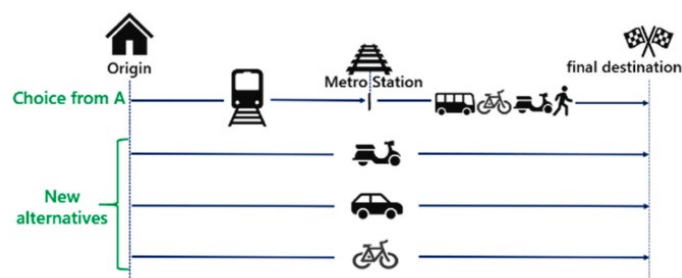 Origin
Metro Station
final destination
Choice from A
New
alternatives